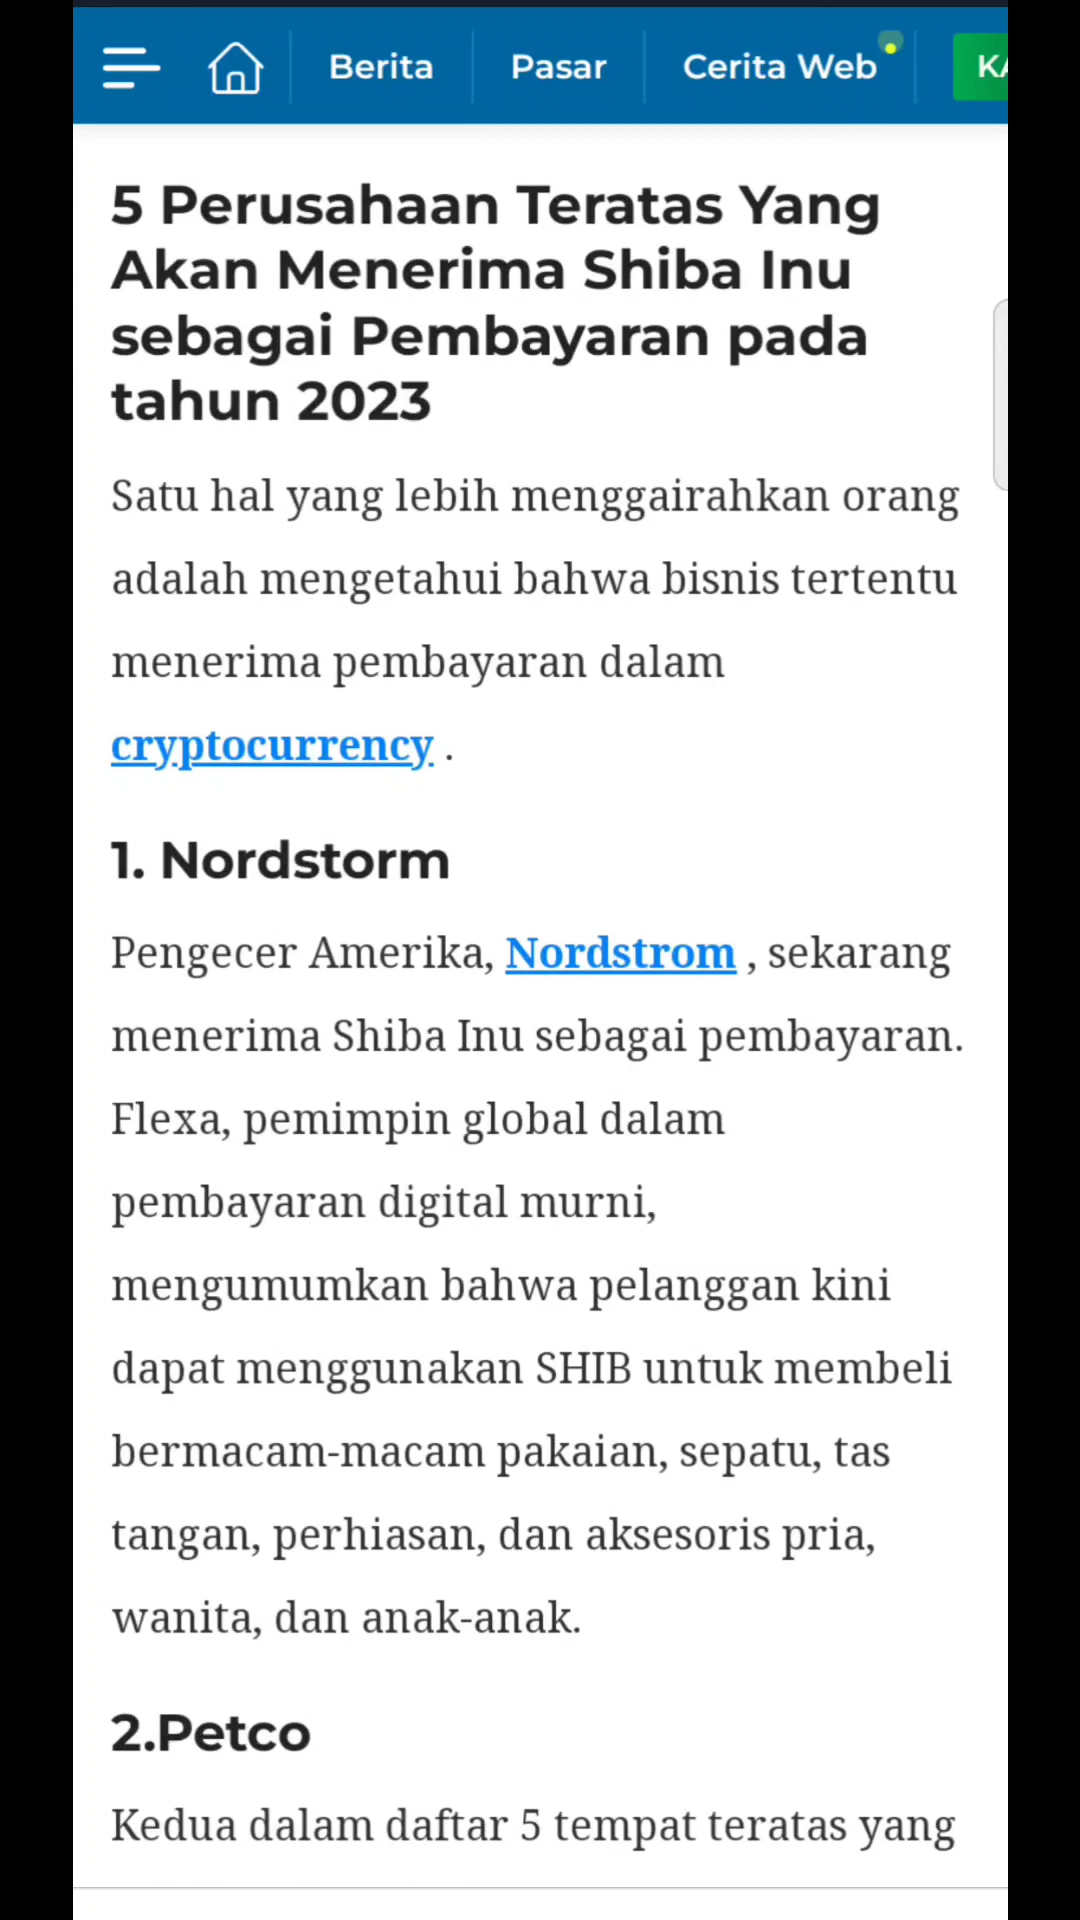 Berita Pasar Cerita Web
5 Perusahaan Teratas Yang
Akan Menerima Shiba Inu
sebagai Pembayaran pada
tahun 2023
Satu hal yang lebih menggairahkan orang
adalah mengetahui bahwa bisnis tertentu
menerima pembayaran dalam
cryptocurrency .
1. Nordstorm
Pengecer Amerika, Nordstrom , sekarang
menerima Shiba Inu sebagai pembayaran.
Flexa, pemimpin global dalam
pembayaran digital murni,
mengumumkan bahwa pelanggan kini
dapat menggunakan SHIB untuk membeli
bermacam-macam pakaian, sepatu, tas
tangan, perhiasan, dan aksesoris pria,
wanita, dan anak-anak.
2.Petco
Kedua dalam daftar 5 tempat teratas yang